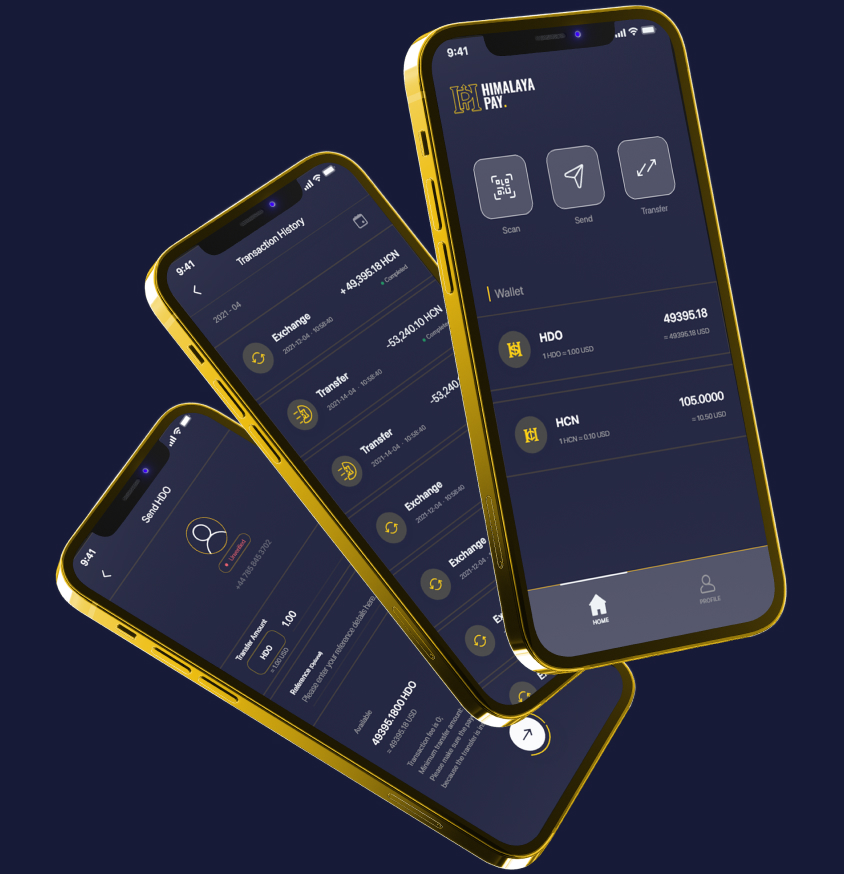 9:41
HIMALAYA
PAY.
Scan
Send
Transfer
Wallet
HDO
1 HDO = 1.00 USD
49395.18
= 49395.18 USD
HCN
1 HCN = 0.10 USD
105.0000
= 10.50 USD
HOME
PROFILE
9:41
Transaction History
2021 - 04
Exchange
2021-12-04 · 10:58:40
+ 49,395.18 HCN
Completed
Transfer
2021-14-04 · 10:58:40
-53,240.10 HCN
Complete
Transfer
2021-14-04 · 10:58:40
-53,240
Exchange
2021-12-04 · 10:58:40
Exchange
2021-12-04
Ex
E
9:41
Send HDO
Unverified
Transfer Amount
HDO
1.00
= 1.00 USD
Reference (Optional)
Please enter your reference details here
Available
49395.1800 HDO
= 49395.18 USD
Transaction fee is 0;
Minimum transfer amount
Please make sure the pay
because the transfer is in